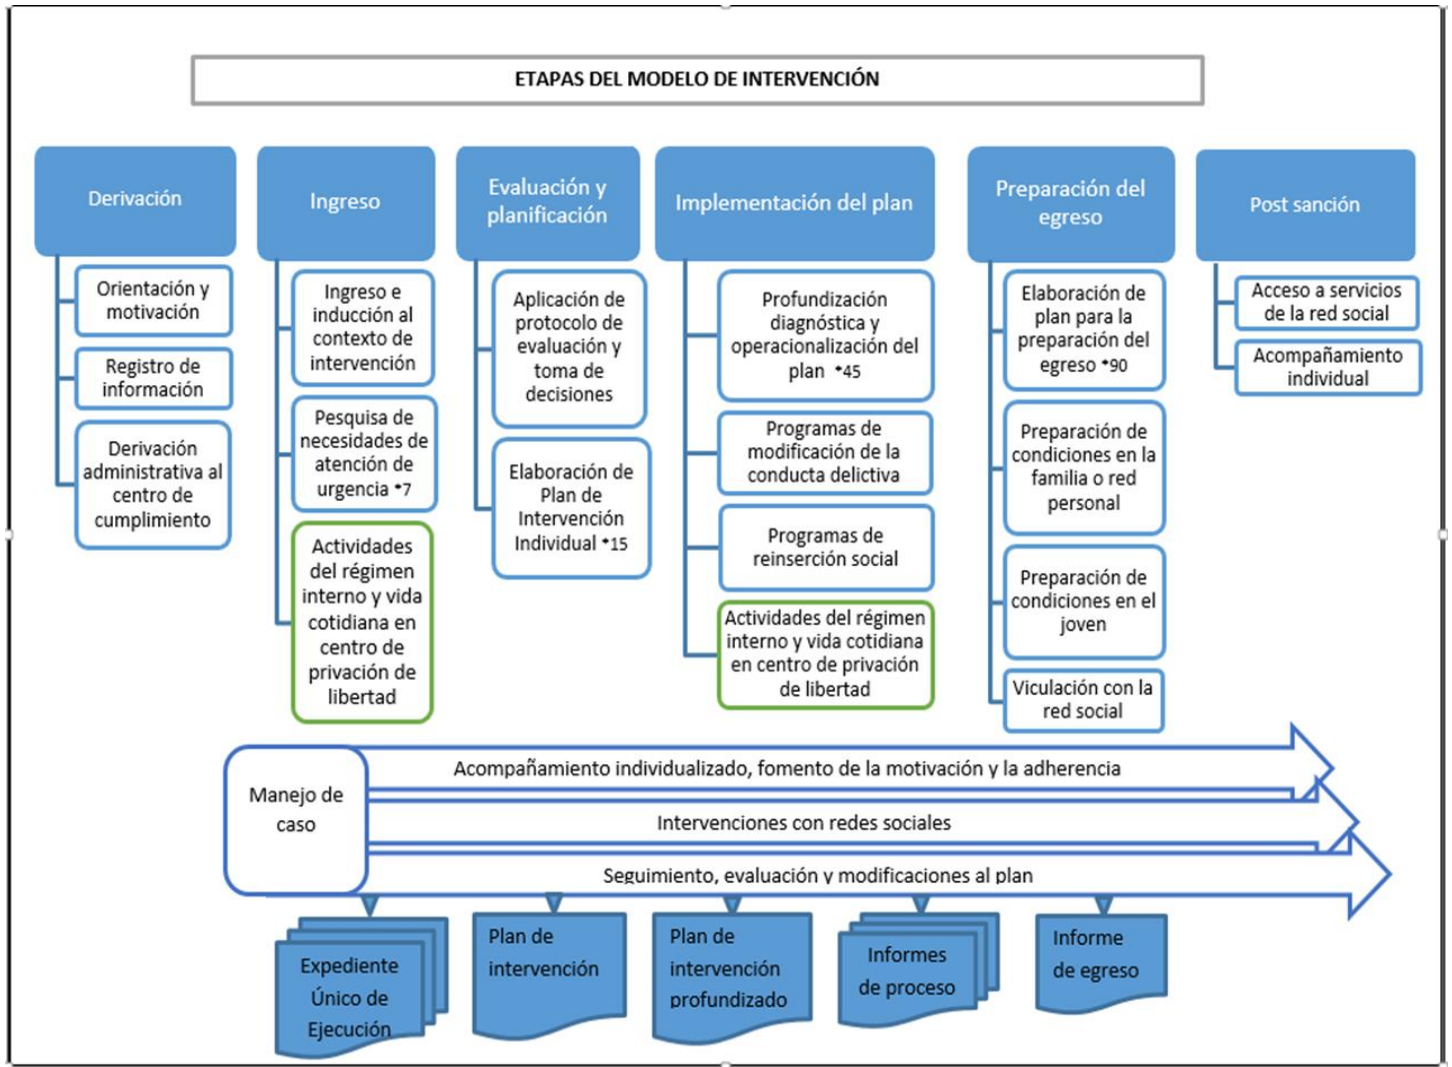 ETAPAS DEL MODELO DE INTERVENCIÓN
Derivación
Orientación y
motivación
Registro de
información
Derivación
administrativa al
centro de
cumplimiento
Ingreso
Ingreso e
inducción al
contexto de
intervención
Pesquisa de
necesidades de
atención de
urgencia *7
Actividades
del régimen
interno y vida
cotidiana en
centro de
privación de
libertad
Evaluación y
planificación
Aplicación de
protocolo de
evaluación y
toma de
decisiones
Elaboración de
Plan de
Intervención
Individual *15
Implementación del plan
Profundización
diagnóstica y
operacionalización del
plan *45
Programas de
modificación de la
conducta delictiva
Programas de
reinserción social
Actividades del régimen
interno y vida cotidiana
en centro de privación
de libertad
Preparación del
egreso
Elaboración de
plan para la
preparación del
egreso *90
Preparación de
condiciones en la
familia o red
personal
Preparación de
condiciones en el
joven
Viculación con la
red social
Post sanción
Acceso a servicios
de la red social
Acompañamiento
individual
Manejo de
caso
Acompañamiento individualizado, fomento de la motivación y la adherencia
Intervenciones con redes sociales
Seguimiento, evaluación y modificaciones al plan
Expediente
Único de
Ejecución
Plan de
intervención
Plan de
intervención
profundizado
Informes
de proceso
Informe
de egreso